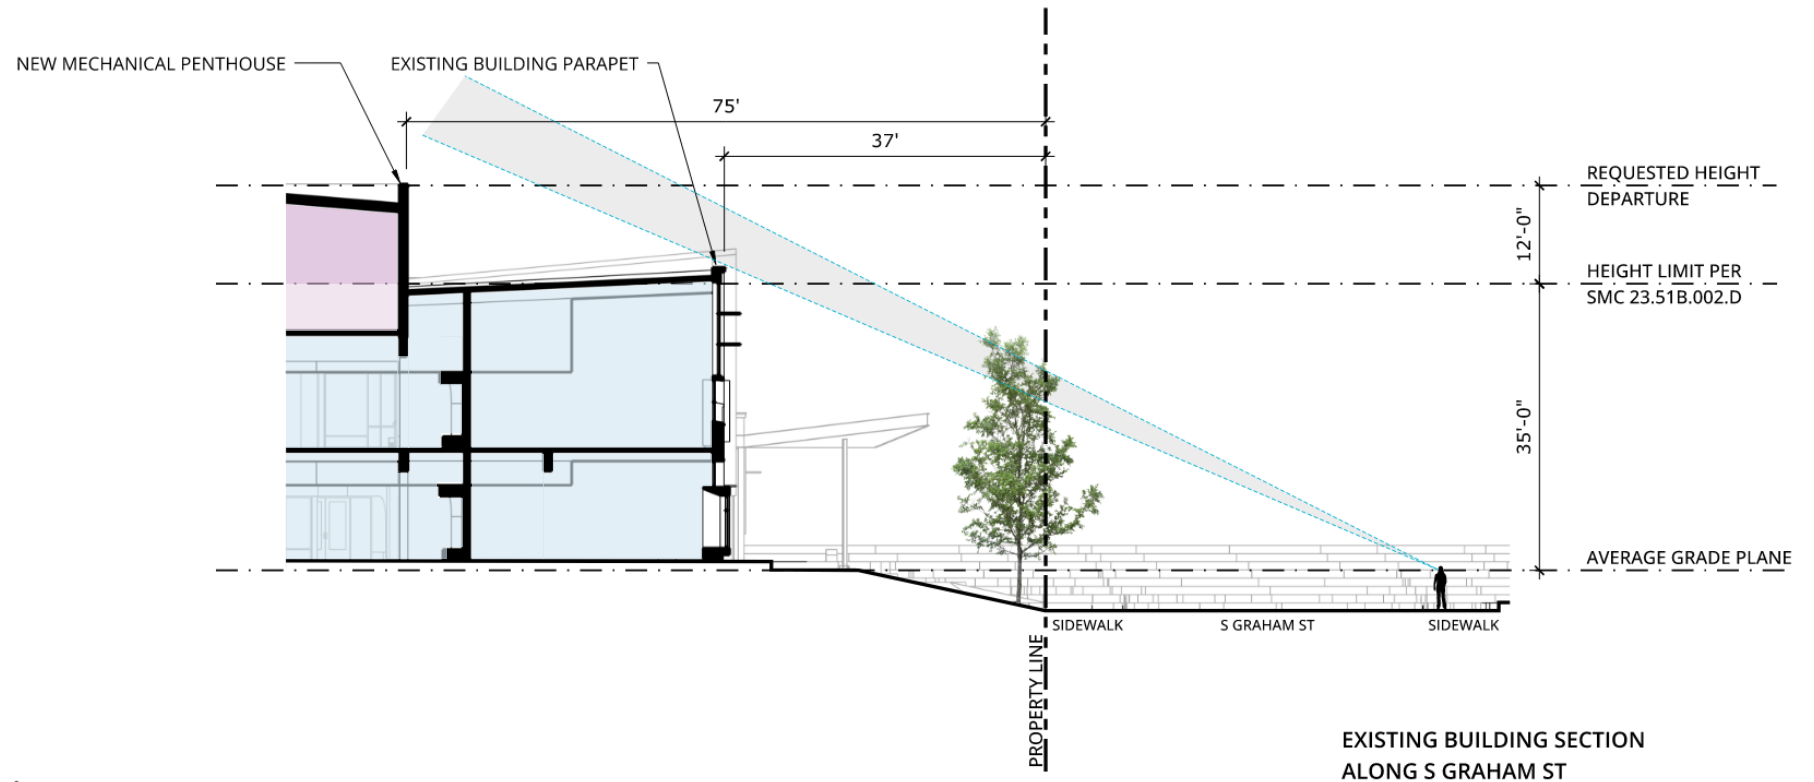 NEW MECHANICAL PENTHOUSE
EXISTING BUILDING PARAPET
75'
37'
REQUESTED HEIGHT
DEPARTURE
12'-0"
HEIGHT LIMIT PER
SMC 23.51B.002.D
35'-0"
AVERAGE GRADE PLANE
SIDEWALK
S GRAHAM ST
SIDEWALK
PROPERTY LINE
EXISTING BUILDING SECTION
ALONG S GRAHAM ST